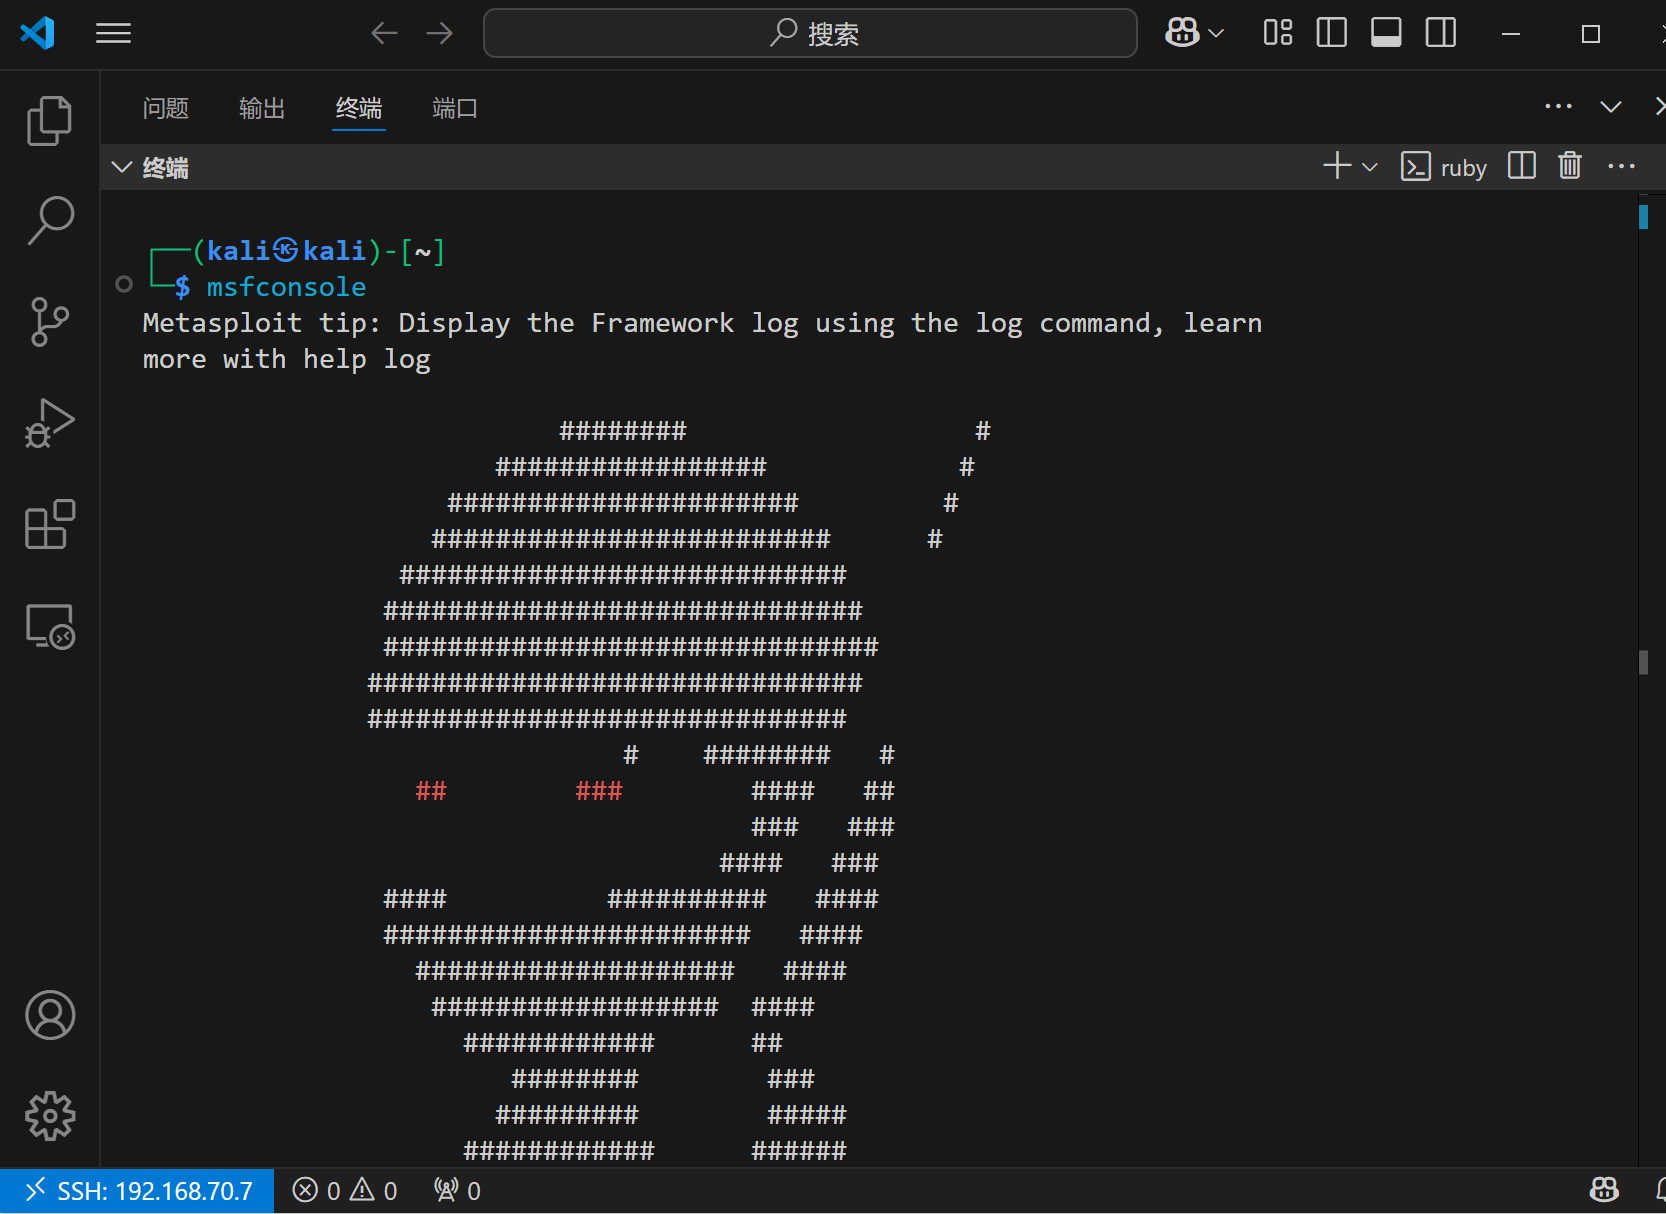 搜索
问题 输出 终端 端口
终端
ruby
┌──(kali㉿kali)-[~]
└─$ msfconsole
Metasploit tip: Display the Framework log using the log command, learn
more with help log
                          ########                  #
                      #################            #
                   ######################         #
                  #########################      #
                ############################
               ##############################
               ###############################
              ###############################
              ##############################
                              #    ########   #
                 ##        ###        ####   ##
                                      ###   ###
                                    ####   ###
               ####          ##########   ####
               #######################   ####
                 ####################   ####
                  ##################  ####
                    ############      ##
                       ########        ###
                      #########        #####
                    ############      ######
SSH: 192.168.70.7 0 0 0